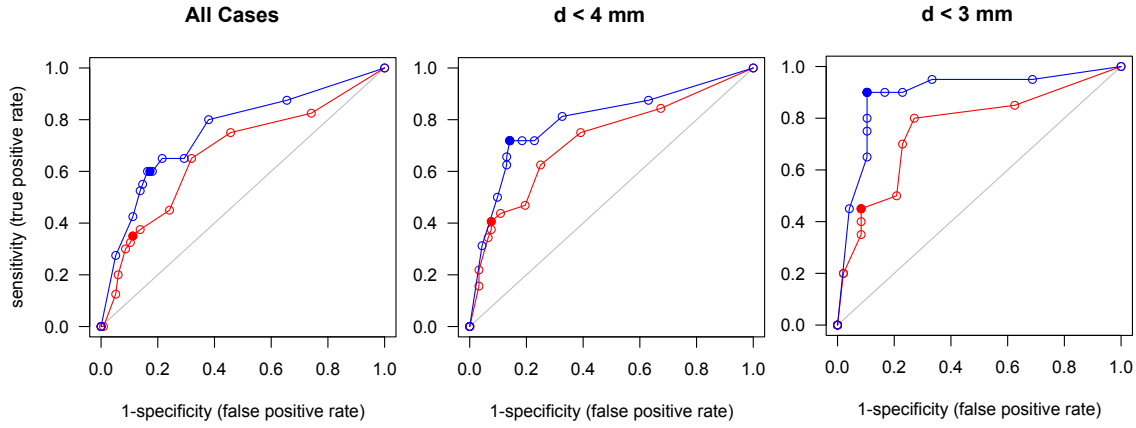 All Cases
d < 4 mm
d < 3 mm
sensitivity (true positive rate)
1.0
0.8
0.6
0.4
0.2
0.0
0.0 0.2 0.4 0.6 0.8 1.0
1-specificity (false positive rate)
1.0
0.8
0.6
0.4
0.2
0.0
0.0 0.2 0.4 0.6 0.8 1.0
1-specificity (false positive rate)
1.0
0.8
0.6
0.4
0.2
0.0
0.0 0.2 0.4 0.6 0.8 1.0
1-specificity (false positive rate)